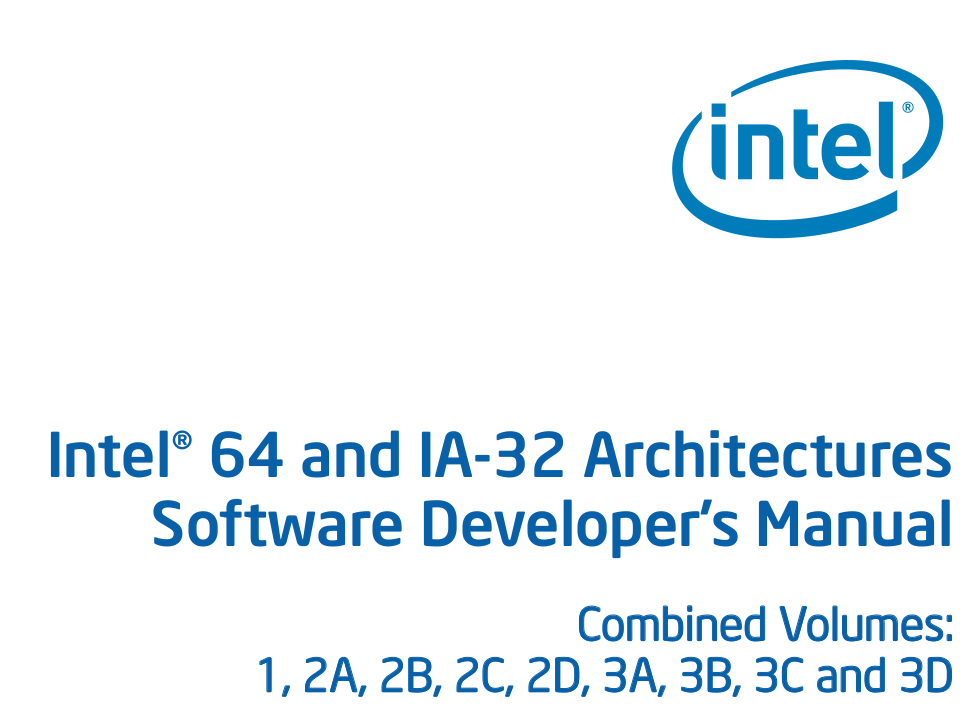 intel®
Intel® 64 and IA-32 Architectures
Software Developer’s Manual
Combined Volumes:
1, 2A, 2B, 2C, 2D, 3A, 3B, 3C and 3D